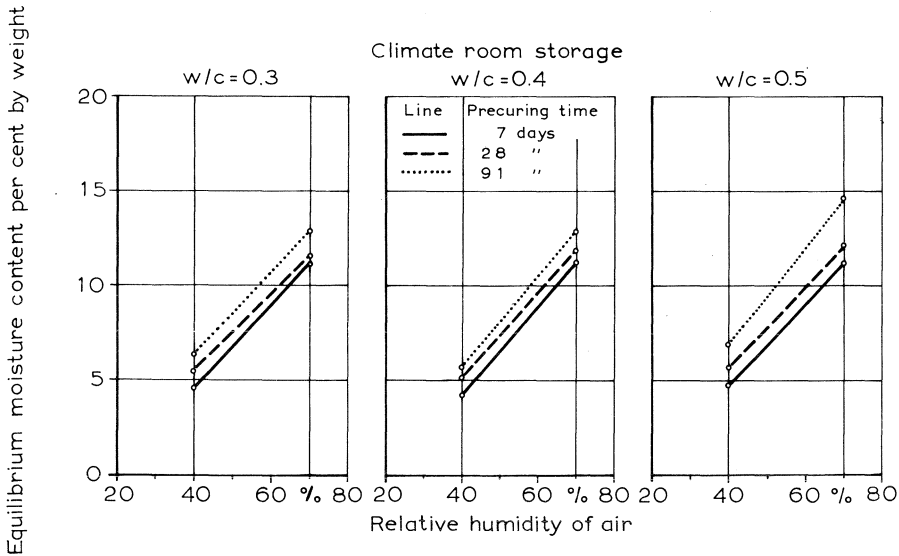 Equilibrium moisture content per cent by weight
Climate room storage
w/c=0.3
w/c=0.4
w/c=0.5
20
15
10
5
0
Line Precuring time
7 days
28 "
91 "
20 40 60 % 80
20 40 60 % 80
20 40 60 % 80
Relative humidity of air